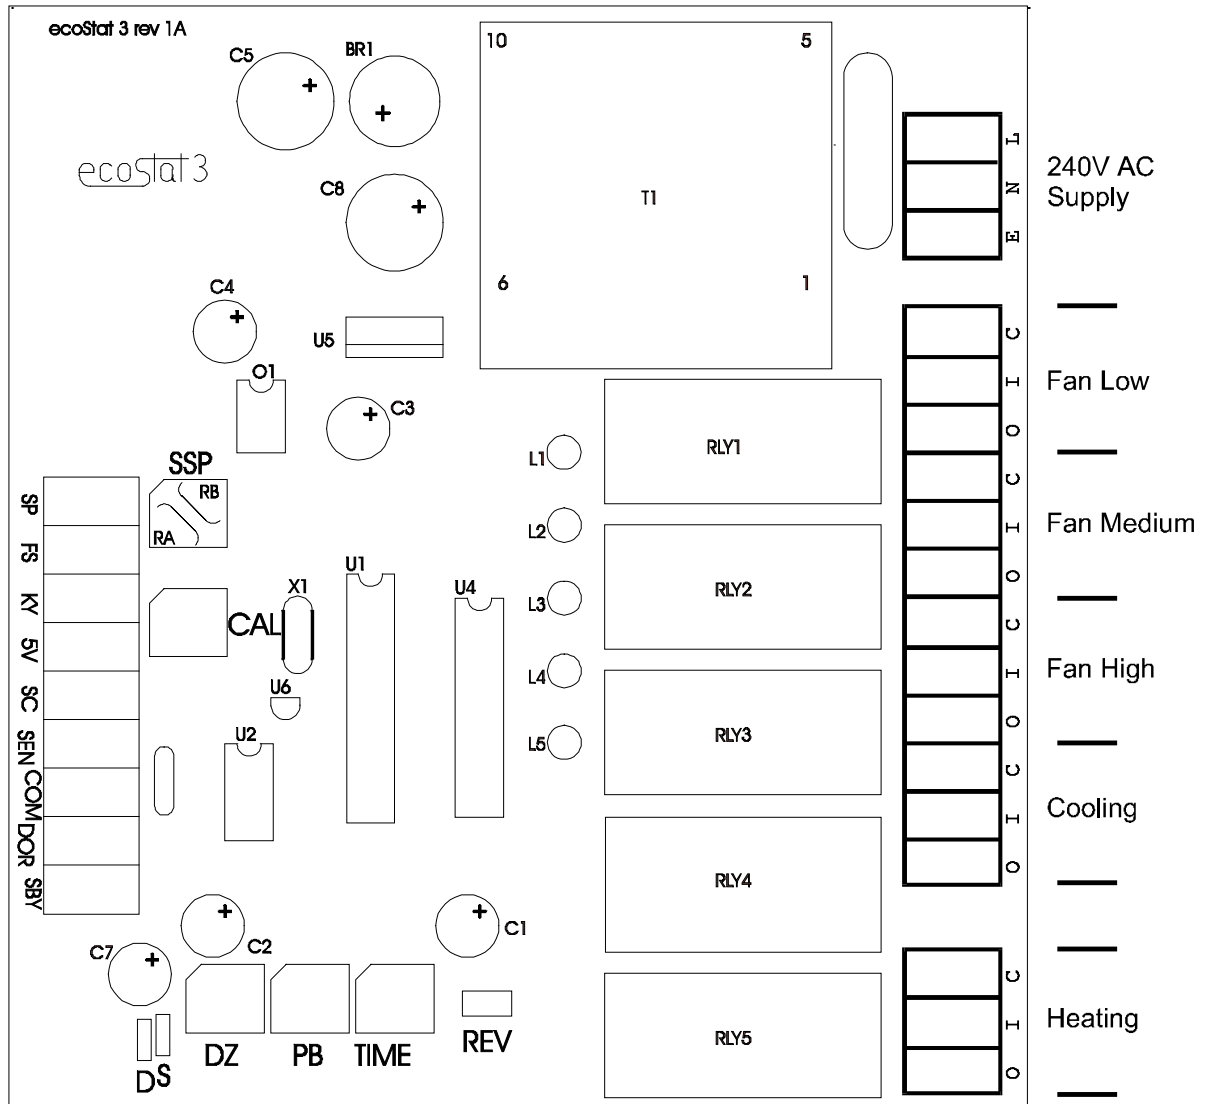 ecoStat 3 rev 1A
C5
BR1
10
5
ecoStat 3
C8
T1
L
N
E
240V AC
Supply
6
1
C4
U5
O1
C3
C
I
O
Fan Low
RLY1
L1
SSP
RB
RA
SP
FS
KY
5V
SC
SEN
COM
DOR
SBY
C
I
O
Fan Medium
L2
RLY2
U1
X1
U4
CAL
L3
C
I
O
Fan High
L4
RLY3
U6
U2
L5
C
I
O
Cooling
RLY4
C2
C1
C7
C
I
O
Heating
RLY5
D
S
DZ
PB
TIME
REV